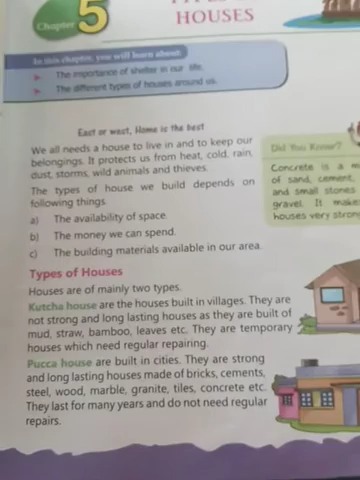 Chapter 5
HOUSES
In this chapter, you will learn about:
The importance of shelter in our life.
The different types of houses around us.
East or west, Home is the best
We all needs a house to live in and to keep our
belongings. It protects us from heat, cold, rain,
dust, storms, wild animals and thieves.
The types of house we build depends on
following things
a) The availability of space.
b) The money we can spend.
c) The building materials available in our area.
Types of Houses
Houses are of mainly two types.
Kutcha house are the houses built in villages. They are
not strong and long lasting houses as they are built of
mud, straw, bamboo, leaves etc. They are temporary
houses which need regular repairing.
Pucca house are built in cities. They are strong
and long lasting houses made of bricks, cements,
steel, wood, marble, granite, tiles, concrete etc.
They last for many years and do not need regular
repairs.
Did You Know?
Concrete is a
of sand, cement,
and small stones
gravel. It
houses very